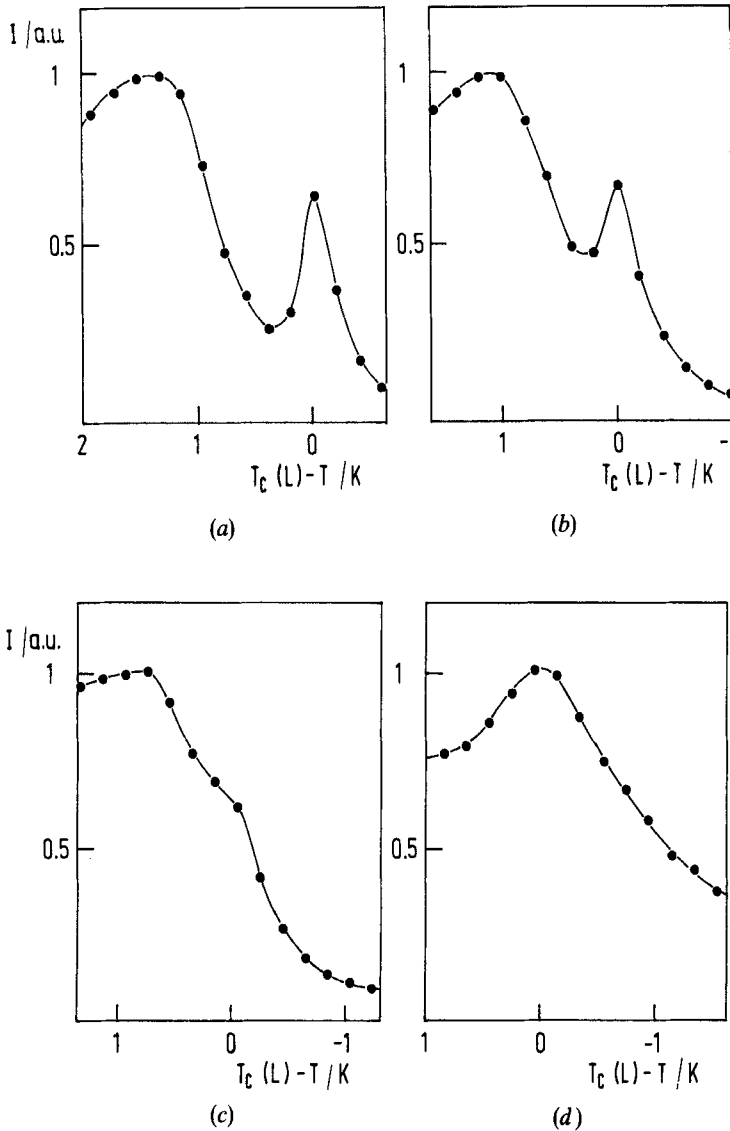 I /a.u.
1
0.5
2 1 0
T_c (L) - T / K
(a)
1
0.5
1 0 -
T_c (L) - T / K
(b)
I /a.u.
1
0.5
1 0 -1
T_c (L) - T / K
(c)
1
0.5
1 0 -1
T_c (L) - T / K
(d)